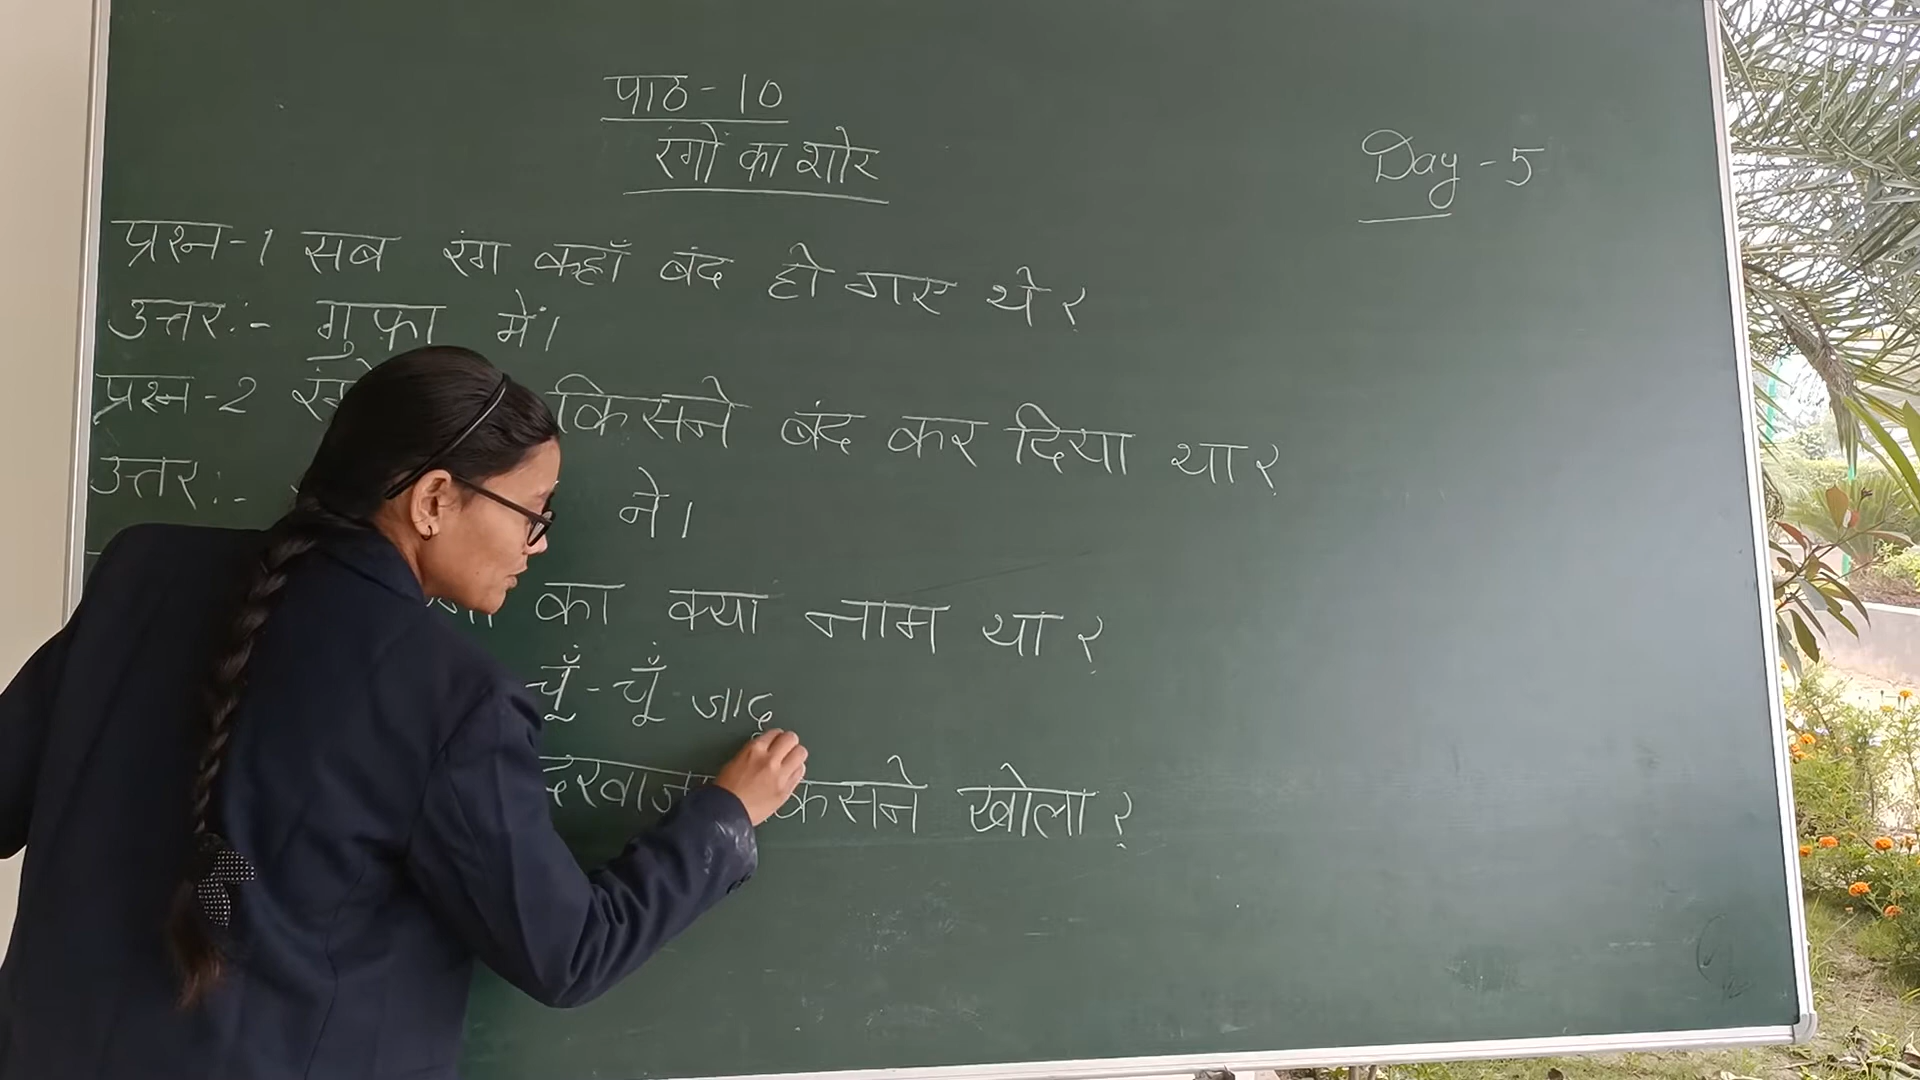 पाठ-10
रंगों का शोर
Day-5
प्रश्न-1 सब रंग कहाँ बंद हो गए थे?
उत्तरः- गुफ़ा में।
प्रश्न-2 किसने बंद कर दिया था?
उत्तरः- ने।
का क्या नाम था?
चूँ-चूँ जादू
किसने खोला?